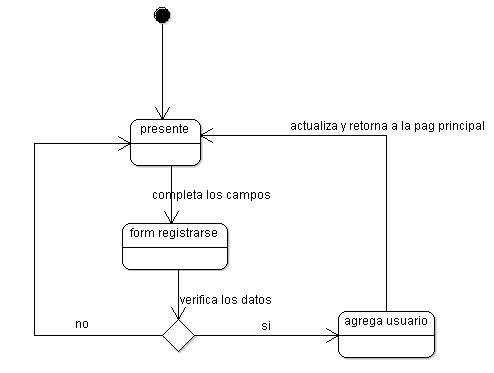 actualiza y retorna a la pag principal
presente
completa los campos
form registrarse
verifica los datos
no
si
agrega usuario